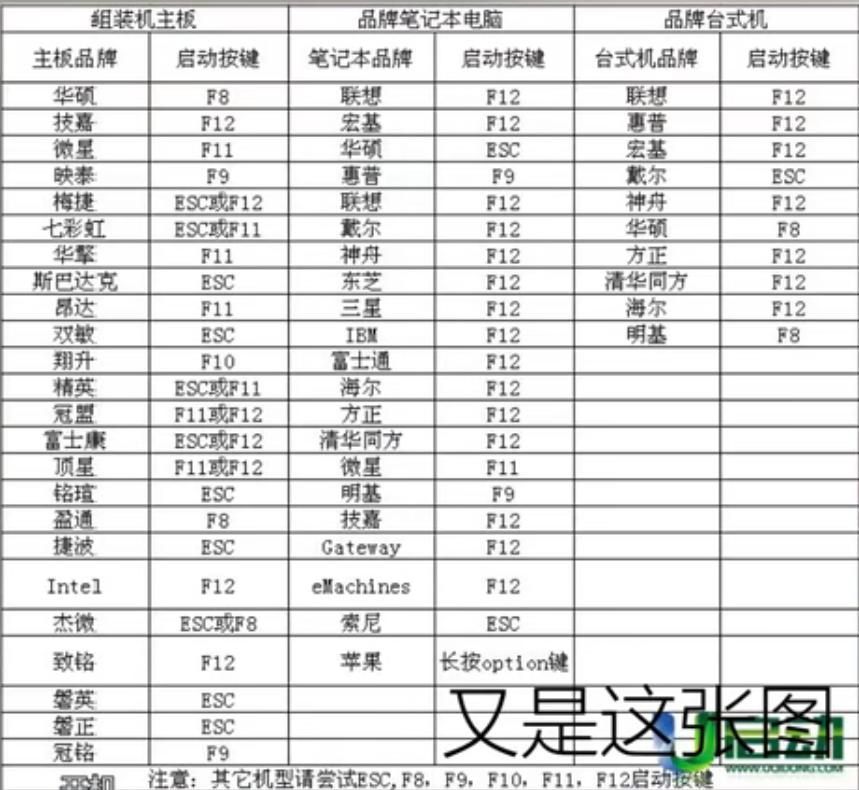 组装机主板 品牌笔记本电脑 品牌台式机
主板品牌 启动按键 笔记本品牌 启动按键 台式机品牌 启动按键
华硕 F8 联想 F12 联想 F12
技嘉 F12 宏基 F12 惠普 F12
微星 F11 华硕 ESC 宏基 F12
映泰 F9 惠普 F9 戴尔 ESC
梅捷 ESC或F12 联想 F12 神舟 F12
七彩虹 ESC或F11 戴尔 F12 华硕 F8
华擎 F11 神舟 F12 方正 F12
斯巴达克 ESC 东芝 F12 清华同方 F12
昂达 F11 三星 F12 海尔 F12
双敏 ESC IBM F12 明基 F8
翔升 F10 富士通 F12
精英 ESC或F11 海尔 F12
冠盟 F11或F12 方正 F12
富士康 ESC或F12 清华同方 F12
顶星 F11或F12 微星 F11
铭瑄 ESC 明基 F9
盈通 F8 技嘉 F12
捷波 ESC Gateway F12
Intel F12 eMachines F12
杰微 ESC或F8 索尼 ESC
致铭 F12 苹果 长按option键
磐英 ESC
磐正 ESC
冠铭 F9
又是这张图
U启动
WWW.UQIDONG.COM
注意：其它机型请尝试ESC,F8，F9，F10，F11，F12启动按键